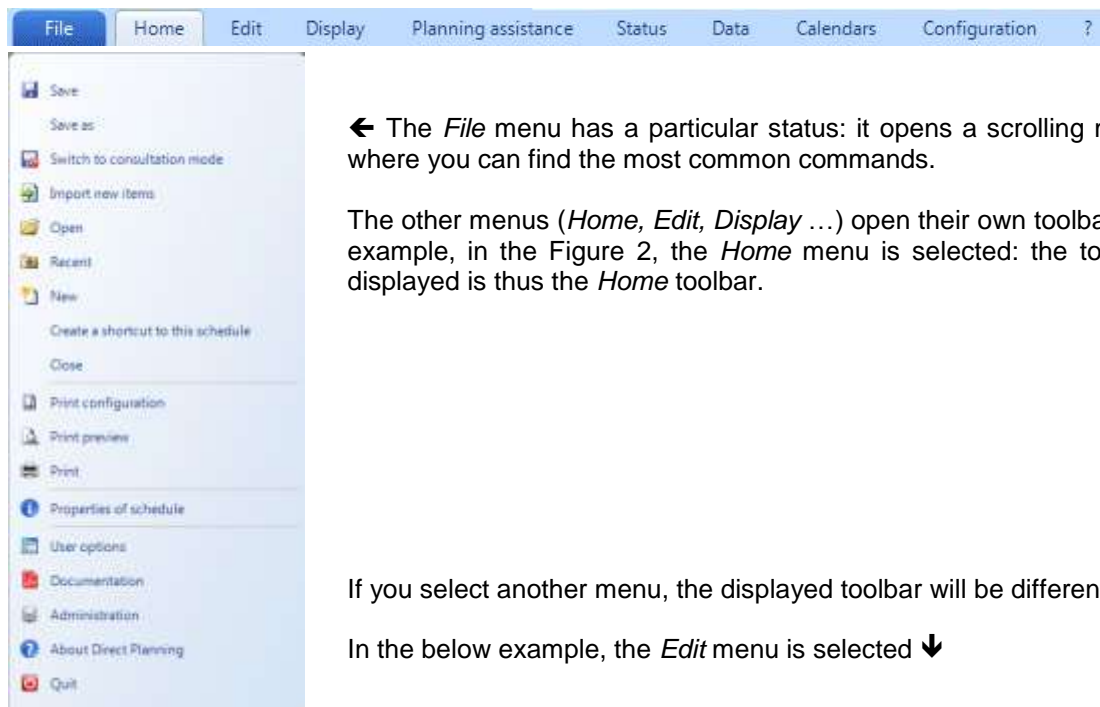 File Home Edit Display Planning assistance Status Data Calendars Configuration ?
Save
Save as
Switch to consultation mode
Import new items
Open
Recent
New
Create a shortcut to this schedule
Close
Print configuration
Print preview
Print
Properties of schedule
User options
Documentation
Administration
About Direct Planning
Quit
🡸 The File menu has a particular status: it opens a scrolling
where you can find the most common commands.
The other menus (Home, Edit, Display …) open their own
example, in the Figure 2, the Home menu is selected: the
displayed is thus the Home toolbar.
If you select another menu, the displayed toolbar will be
In the below example, the Edit menu is selected 🡻